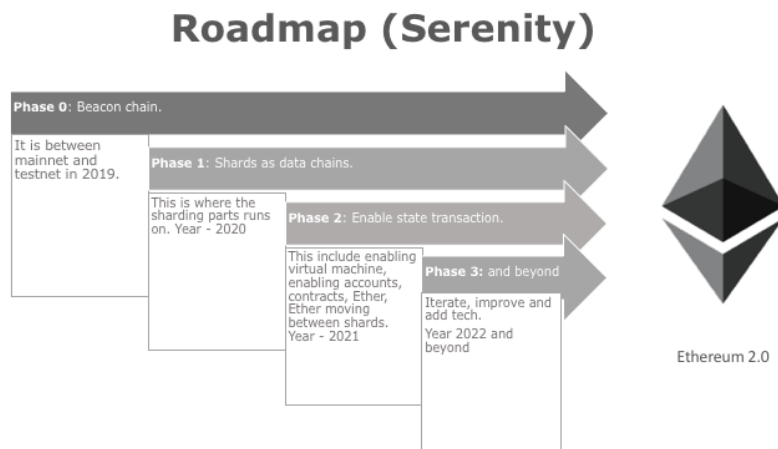 Roadmap (Serenity)
Phase 0: Beacon chain.
It is between
mainnet and
testnet in 2019.
Phase 1: Shards as data chains.
This is where the
sharding parts runs
on. Year - 2020
Phase 2: Enable state transaction.
This include enabling
virtual machine,
enabling accounts,
contracts, Ether,
Ether moving
between shards.
Year - 2021
Phase 3: and beyond
Iterate, improve and
add tech.
Year 2022 and
beyond
Ethereum 2.0